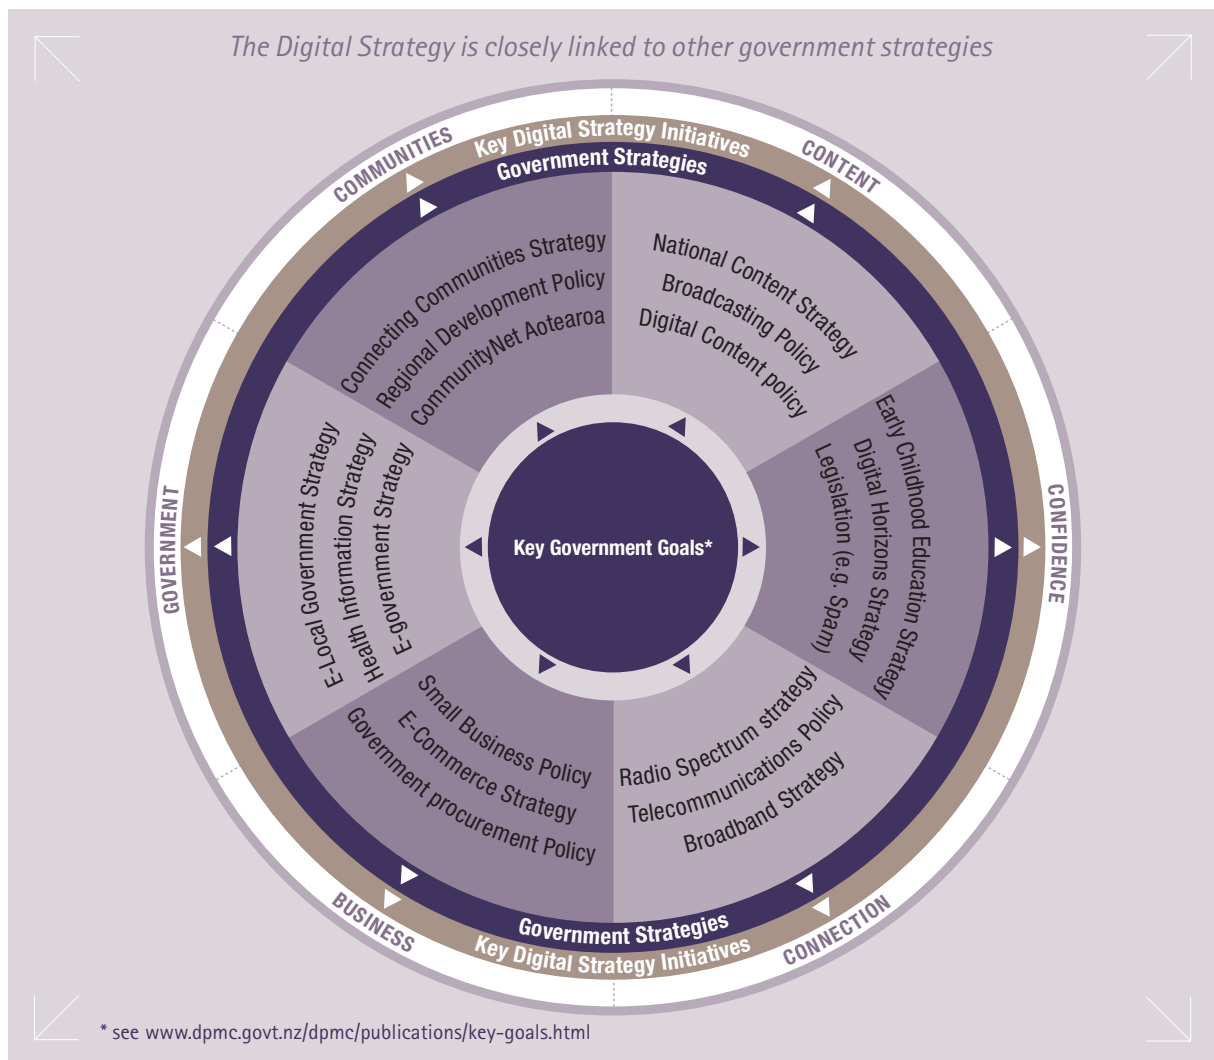 The Digital Strategy is closely linked to other government strategies
COMMUNITIES
CONTENT
Key Digital Strategy Initiatives
Government Strategies
Connecting Communities Strategy
Regional Development Policy
CommunityNet Aotearoa
National Content Strategy
Broadcasting Policy
Digital Content policy
GOVERNMENT
E-Local Government Strategy
Health Information Strategy
E-government Strategy
Key Government Goals*
Early Childhood Education Strategy
Digital Horizons Strategy
Legislation (e.g. Spam)
CONFIDENCE
Small Business Policy
E-Commerce Strategy
Government procurement Policy
Radio Spectrum strategy
Telecommunications Policy
Broadband Strategy
BUSINESS
CONNECTION
Government Strategies
Key Digital Strategy Initiatives
* see www.dpmc.govt.nz/dpmc/publications/key-goals.html